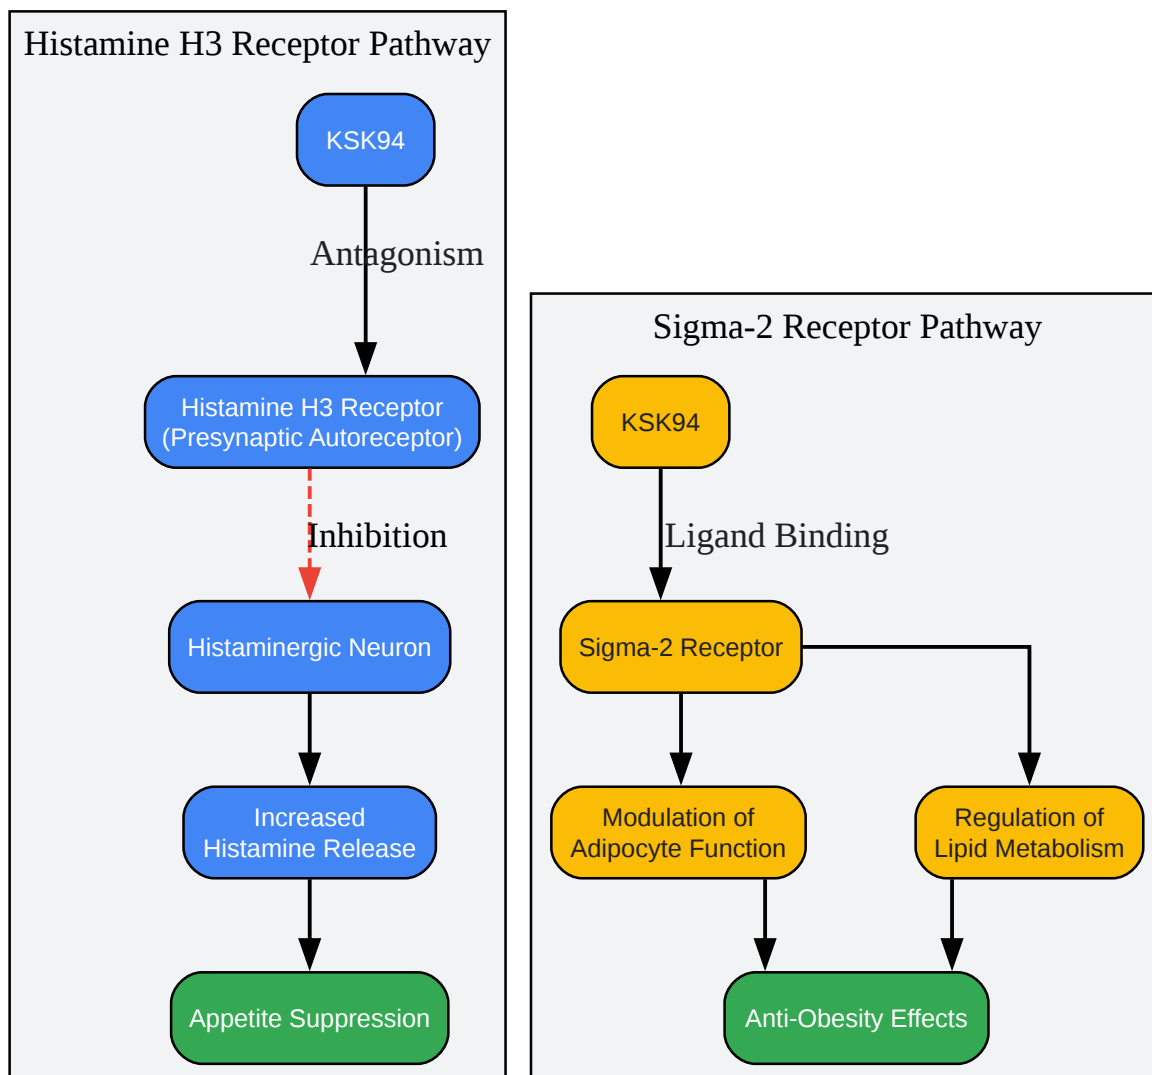 Histamine H3 Receptor Pathway
KSK94
Antagonism
Histamine H3 Receptor
(Presynaptic Autoreceptor)
Inhibition
Histaminergic Neuron
Increased
Histamine Release
Appetite Suppression
Sigma-2 Receptor Pathway
KSK94
Ligand Binding
Sigma-2 Receptor
Modulation of
Adipocyte Function
Regulation of
Lipid Metabolism
Anti-Obesity Effects